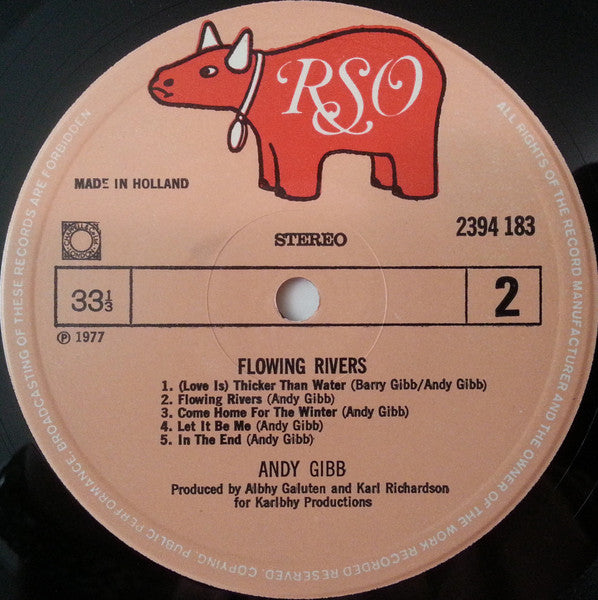 RSO
MADE IN HOLLAND
STEREO
2394 183
33 1/3
2
Ⓟ 1977
FLOWING RIVERS
1. (Love Is) Thicker Than Water (Barry Gibb/Andy Gibb)
2. Flowing Rivers (Andy Gibb)
3. Come Home For The Winter (Andy Gibb)
4. Let It Be Me (Andy Gibb)
5. In The End (Andy Gibb)
ANDY GIBB
Produced by Albhy Galuten and Karl Richardson
for Karlbhy Productions
ALL RIGHTS OF THE RECORD MANUFACTURER AND THE OWNER OF THE WORK RECORDED RESERVED. COPYING, PUBLIC PERFORMANCE, BROADCASTING OF THESE RECORDS ARE FORBIDDEN